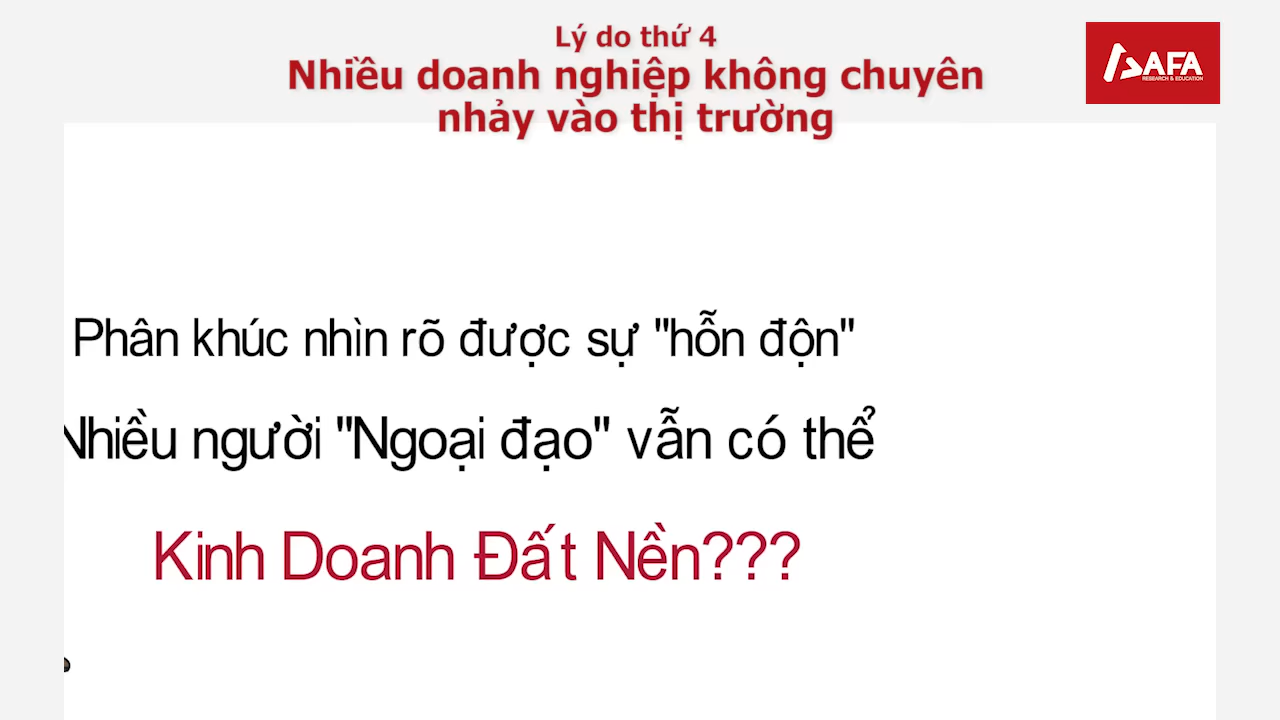 Lý do thứ 4
Nhiều doanh nghiệp không chuyên
nhảy vào thị trường
AFA
RESEARCH & EDUCATION
Phân khúc nhìn rõ được sự "hỗn độn"
Nhiều người "Ngoại đạo" vẫn có thể
Kinh Doanh Đất Nền???